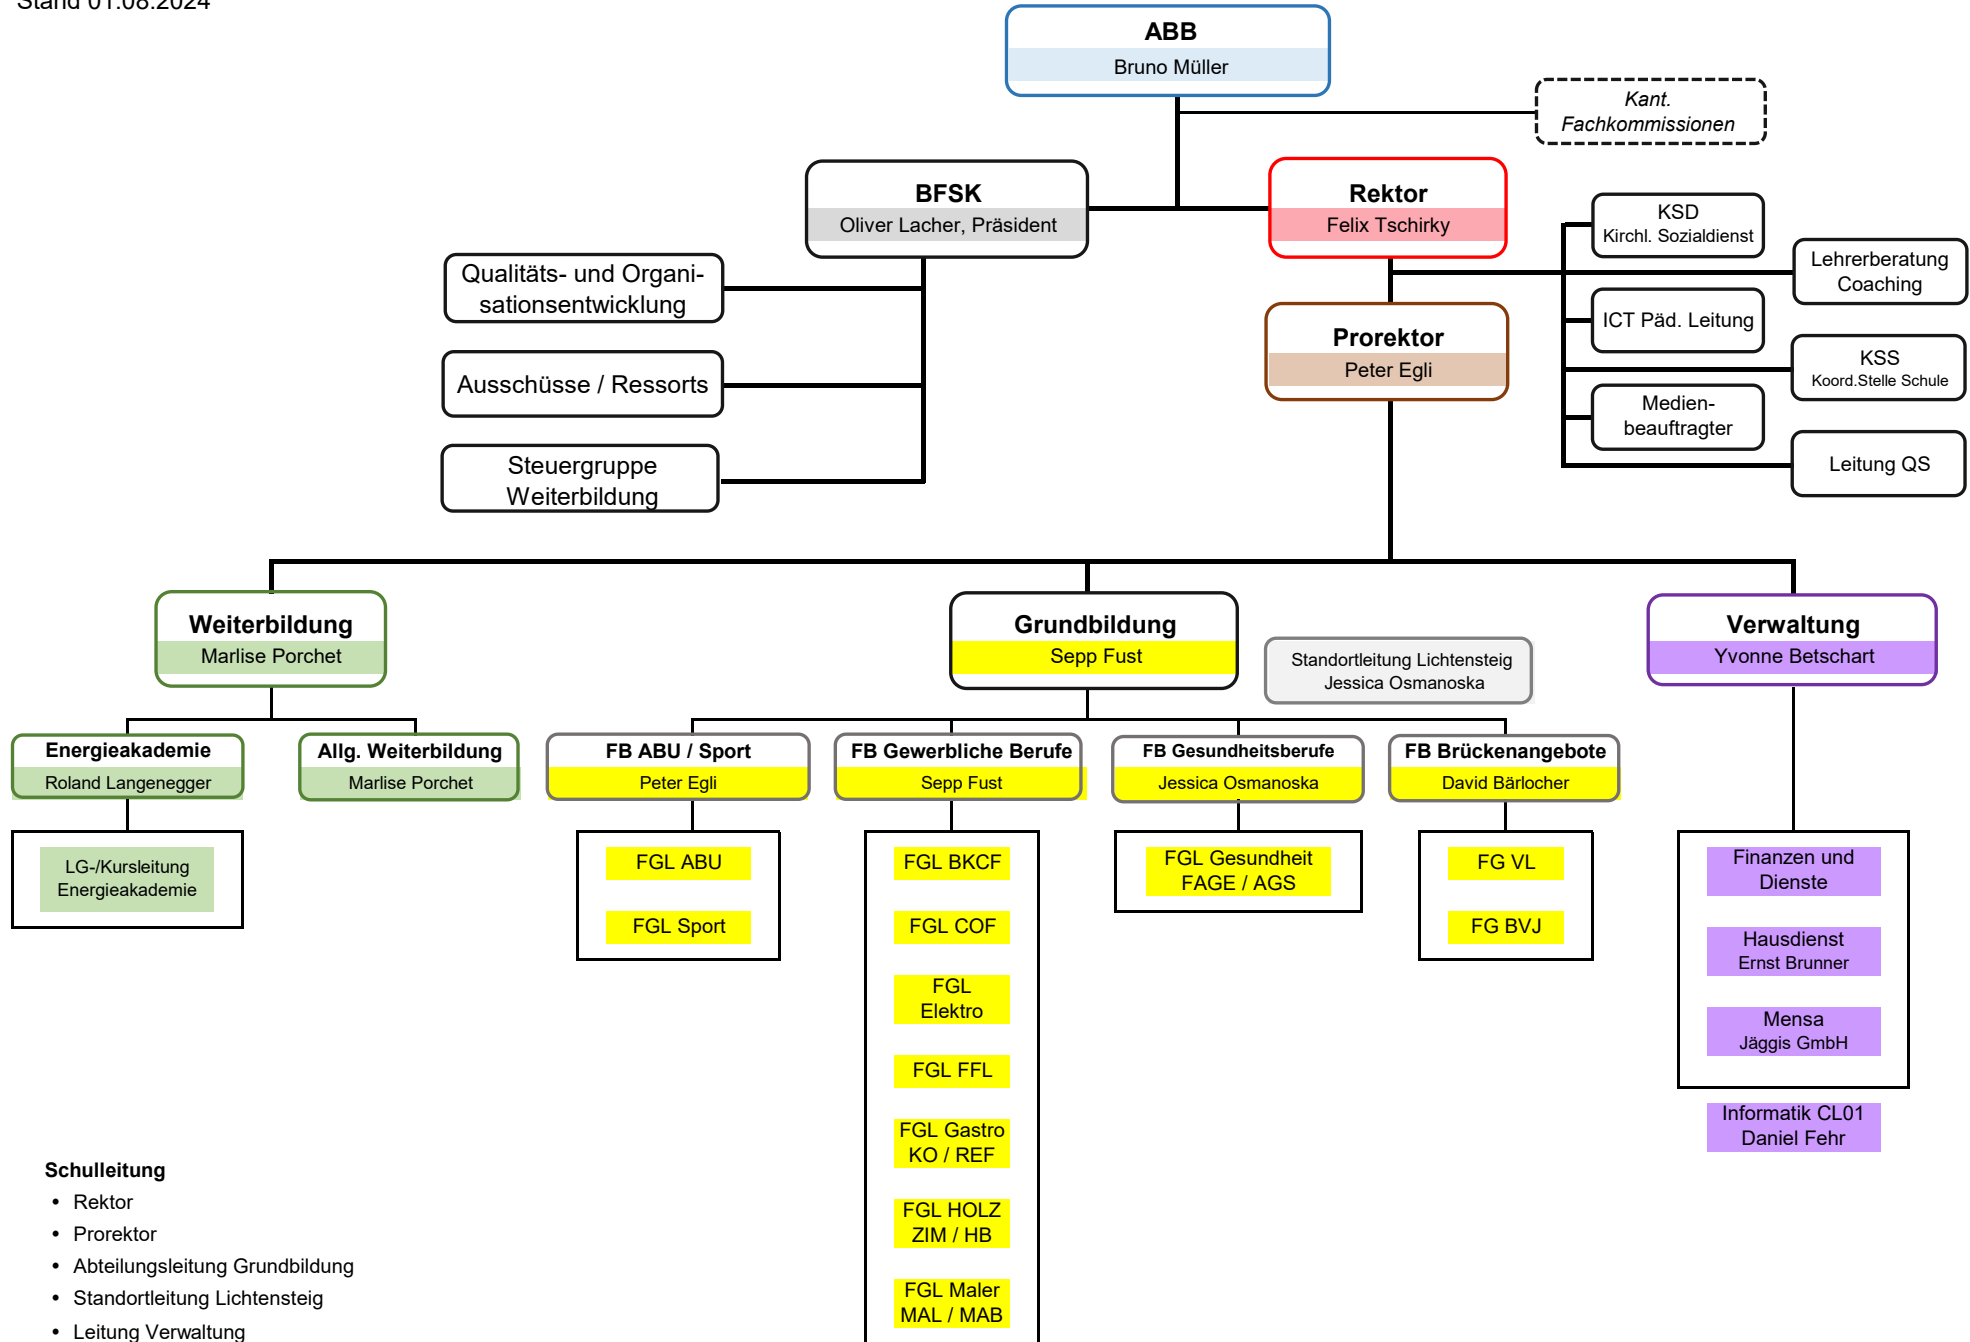 Stand 01.08.2024
ABB
Bruno Müller
Kant.
Fachkommissionen
BFSK
Oliver Lacher, Präsident
Rektor
Felix Tschirky
KSD
Kirchl. Sozialdienst
Lehrerberatung
Coaching
Qualitäts- und Organi-
sationsentwicklung
ICT Päd. Leitung
Prorektor
Peter Egli
KSS
Koord.Stelle Schule
Ausschüsse / Ressorts
Medien-
beauftragter
Leitung QS
Steuergruppe
Weiterbildung
Weiterbildung
Marlise Porchet
Grundbildung
Sepp Fust
Standortleitung Lichtensteig
Jessica Osmanoska
Verwaltung
Yvonne Betschart
Energieakademie
Roland Langenegger
Allg. Weiterbildung
Marlise Porchet
FB ABU / Sport
Peter Egli
FB Gewerbliche Berufe
Sepp Fust
FB Gesundheitsberufe
Jessica Osmanoska
FB Brückenangebote
David Bärlocher
LG-/Kursleitung
Energieakademie
FGL ABU
FGL Sport
FGL BKCF
FGL COF
FGL
Elektro
FGL FFL
FGL Gastro
KO / REF
FGL HOLZ
ZIM / HB
FGL Maler
MAL / MAB
FGL Gesundheit
FAGE / AGS
FG VL
FG BVJ
Finanzen und
Dienste
Hausdienst
Ernst Brunner
Mensa
Jäggis GmbH
Informatik CL01
Daniel Fehr
Schulleitung
• Rektor
• Prorektor
• Abteilungsleitung Grundbildung
• Standortleitung Lichtensteig
• Leitung Verwaltung